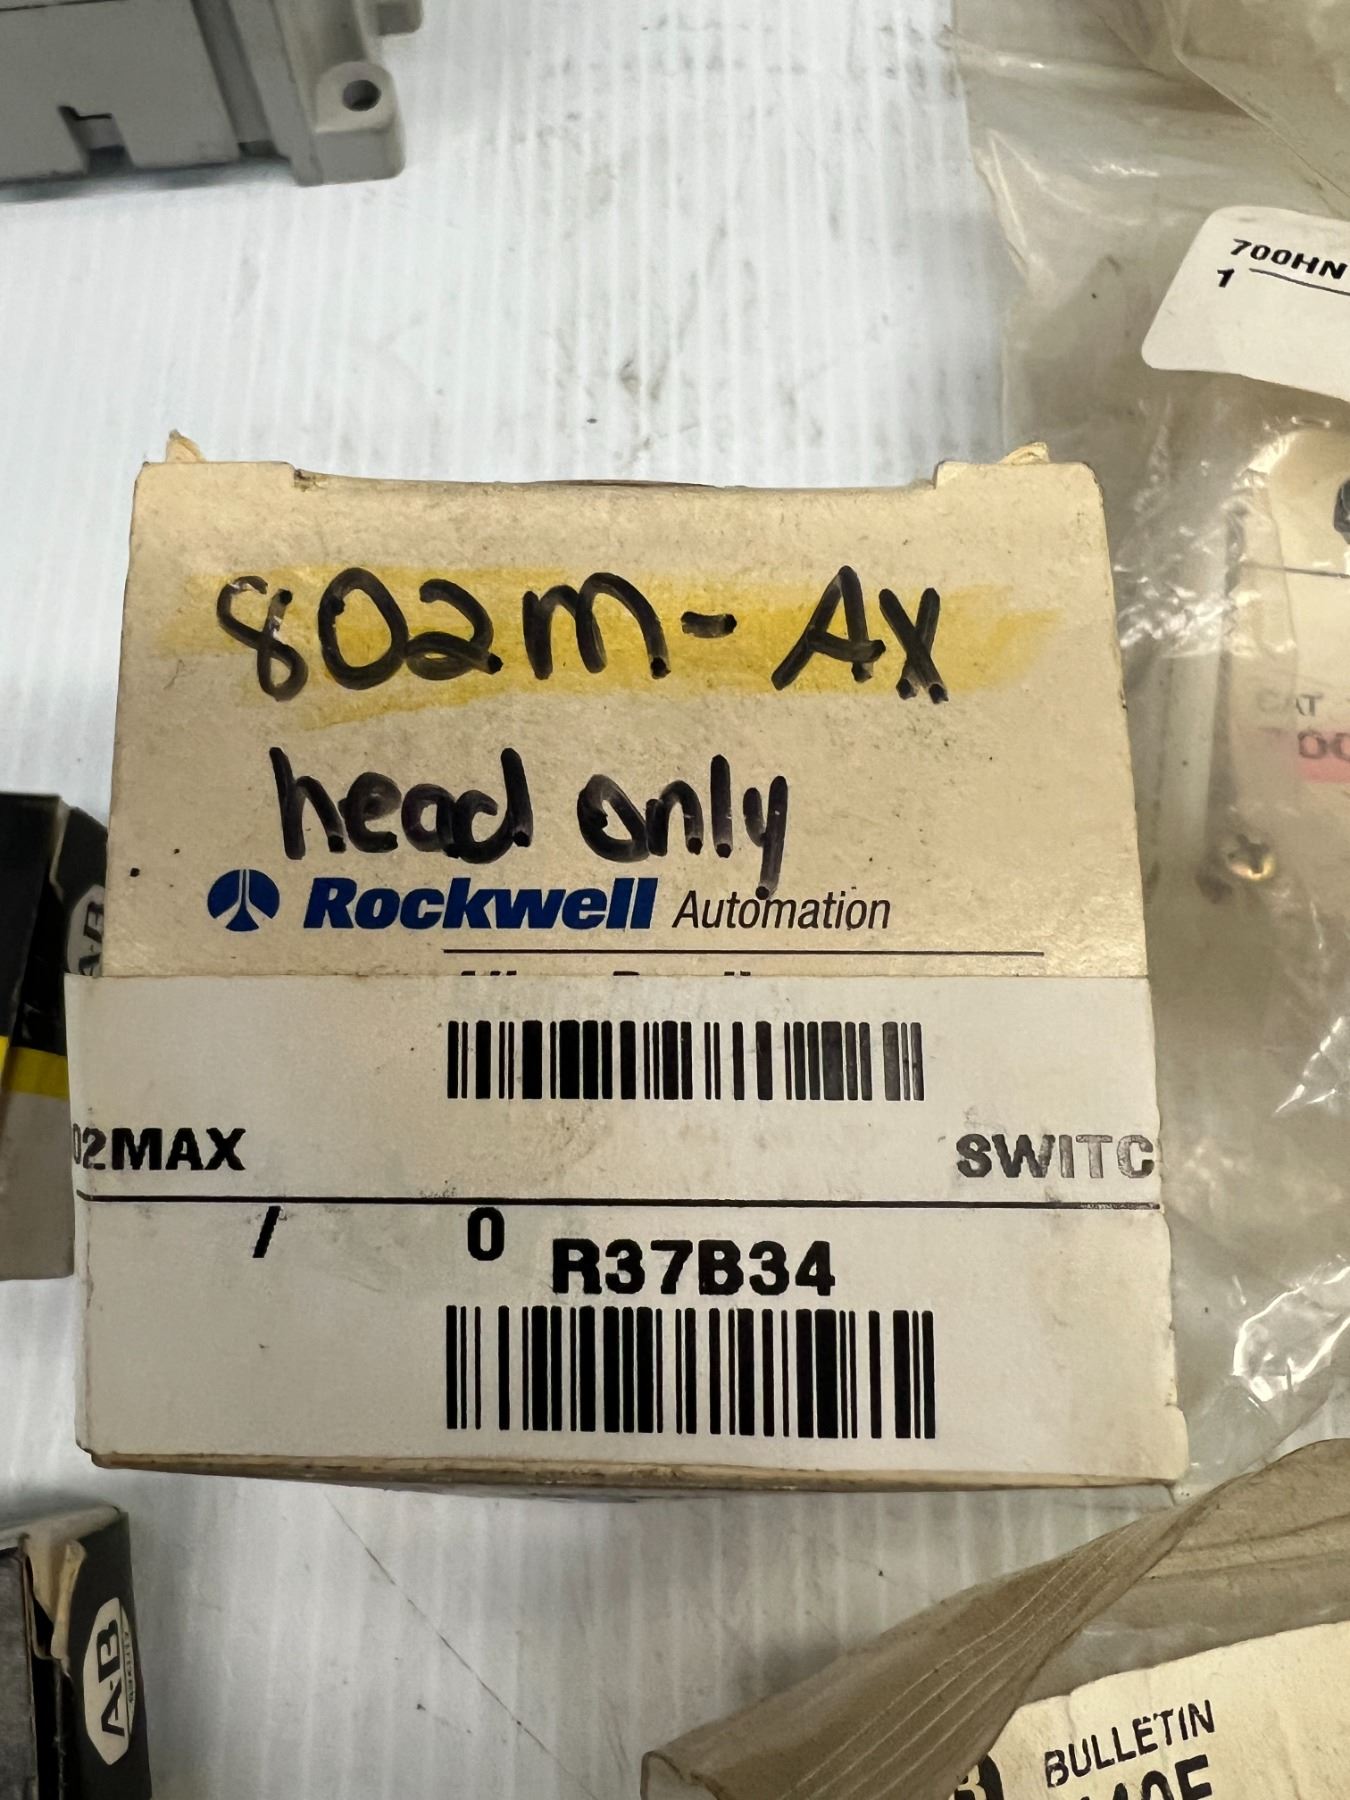 700HN
1
802M-AX
head only
Rockwell Automation
02MAX SWITC
/ 0 R37B34
CAT
A-B
A-B
BULLETIN